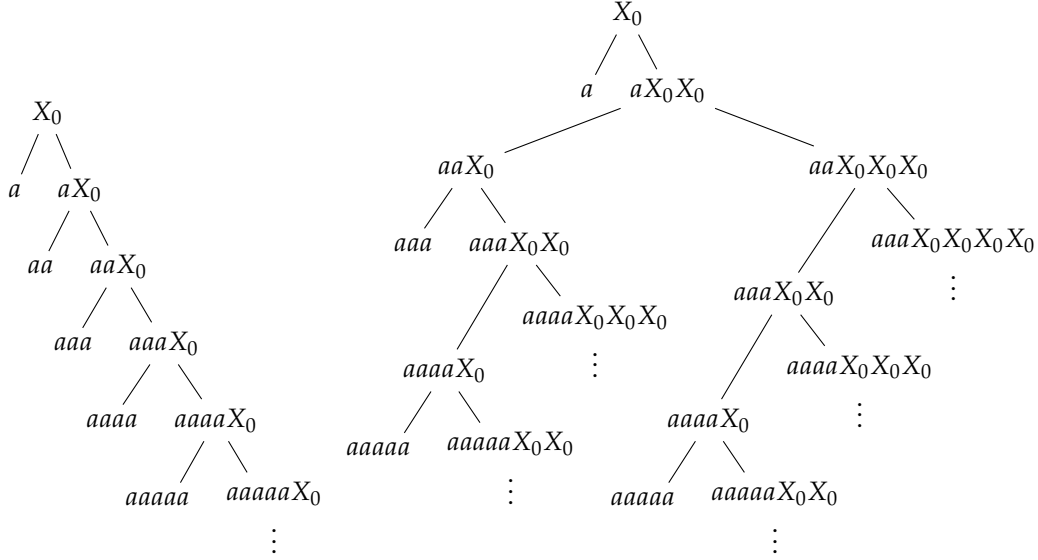 X₀
a aX₀
aa aaX₀
aaa aaaX₀
aaaa aaaaX₀
aaaaa aaaaaX₀
⋮
X₀
a aX₀X₀
aaX₀ aaX₀X₀X₀
aaa aaaX₀X₀ aaaX₀X₀X₀X₀
⋮
aaaaX₀X₀X₀ aaaX₀X₀
⋮
aaaaX₀ aaaaX₀X₀X₀
⋮
aaaaa aaaaaX₀X₀ aaaaX₀
⋮
aaaaa aaaaaX₀X₀
⋮